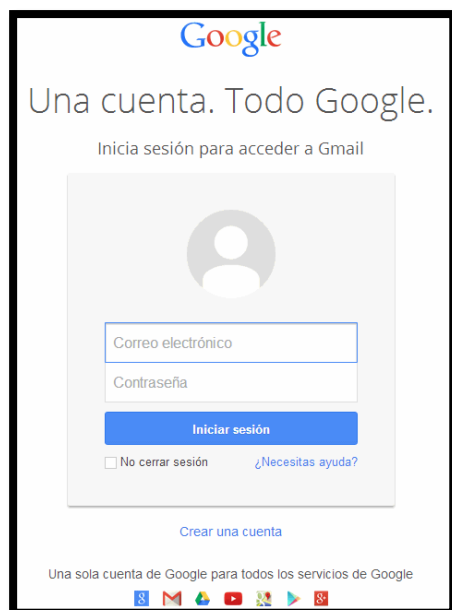 Google
Una cuenta. Todo Google.
Inicia sesión para acceder a Gmail
Correo electrónico
Contraseña
Iniciar sesión
No cerrar sesión ¿Necesitas ayuda?
Crear una cuenta
Una sola cuenta de Google para todos los servicios de Google